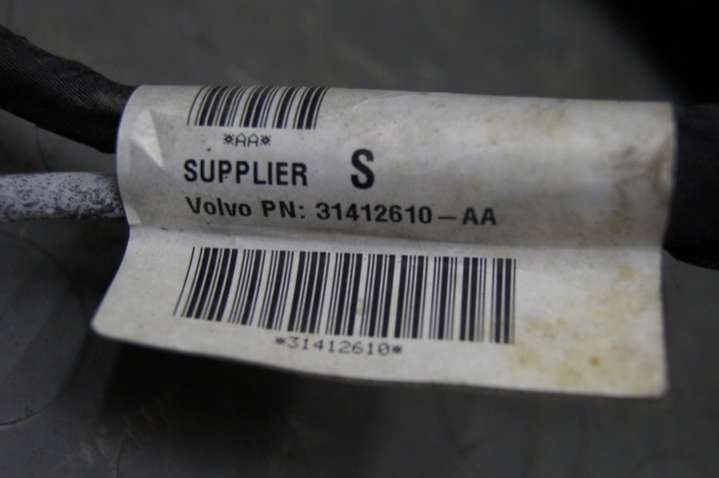 *AA*
SUPPLIER S
Volvo PN: 31412610-AA
*31412610*